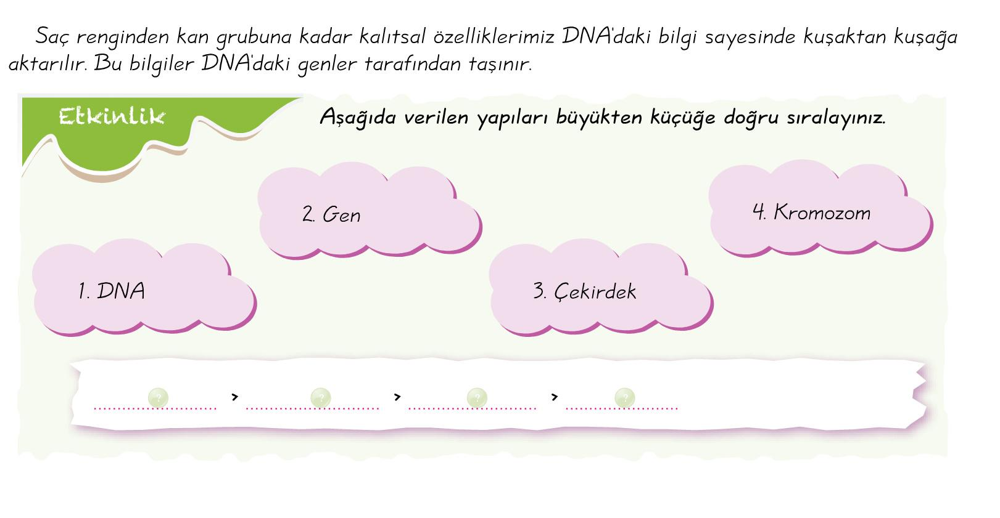 Saç renginden kan grubuna kadar kalıtsal özelliklerimiz DNA'daki bilgi sayesinde kuşaktan kuşağa
aktarılır. Bu bilgiler DNA'daki genler tarafından taşınır.
Etkinlik
Aşağıda verilen yapıları büyükten küçüğe doğru sıralayınız.
2. Gen
4. Kromozom
1. DNA
3. Çekirdek
? > ? > ? > ?